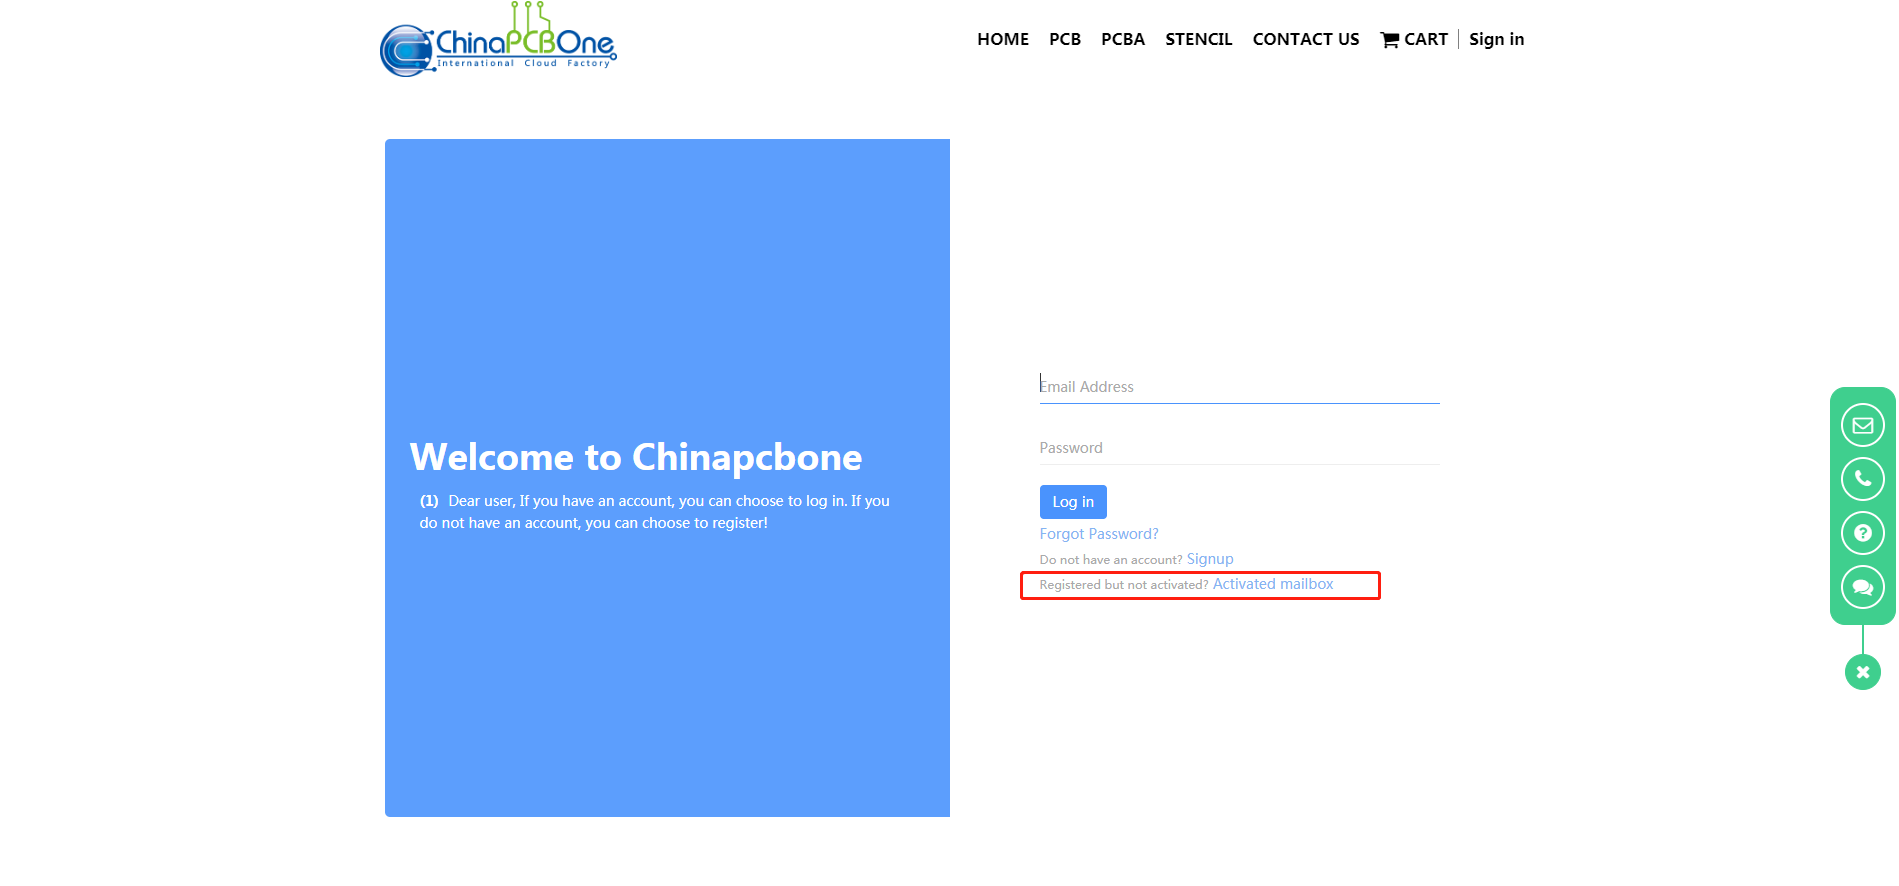 ChinaPCBOne
International Cloud Factory
HOME PCB PCBA STENCIL CONTACT US CART Sign in
Welcome to Chinapcbone
(1) Dear user, If you have an account, you can choose to log in. If you
do not have an account, you can choose to register!
Email Address
Password
Log in
Forgot Password?
Do not have an account? Signup
Registered but not activated? Activated mailbox